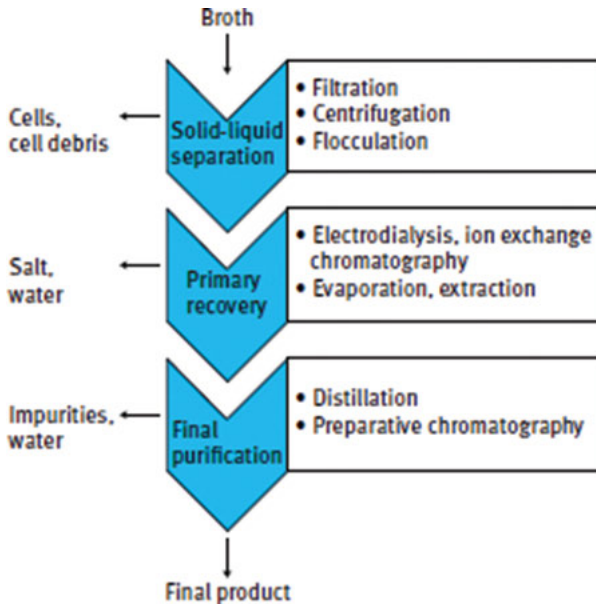 Broth
Cells,
cell debris
Solid-liquid
separation
• Filtration
• Centrifugation
• Flocculation
Salt,
water
Primary
recovery
• Electrodialysis, ion exchange
chromatography
• Evaporation, extraction
Impurities,
water
Final
purification
• Distillation
• Preparative chromatography
Final product